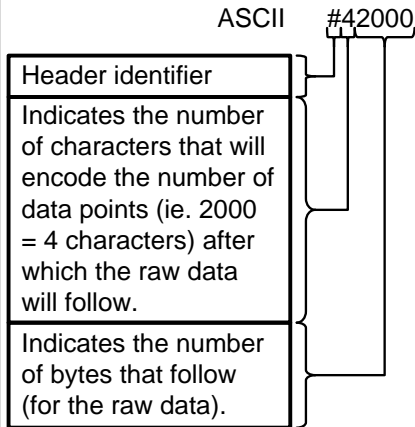 ASCII #42000
Header identifier
Indicates the number
of characters that will
encode the number of
data points (ie. 2000
= 4 characters) after
which the raw data
will follow.
Indicates the number
of bytes that follow
(for the raw data).